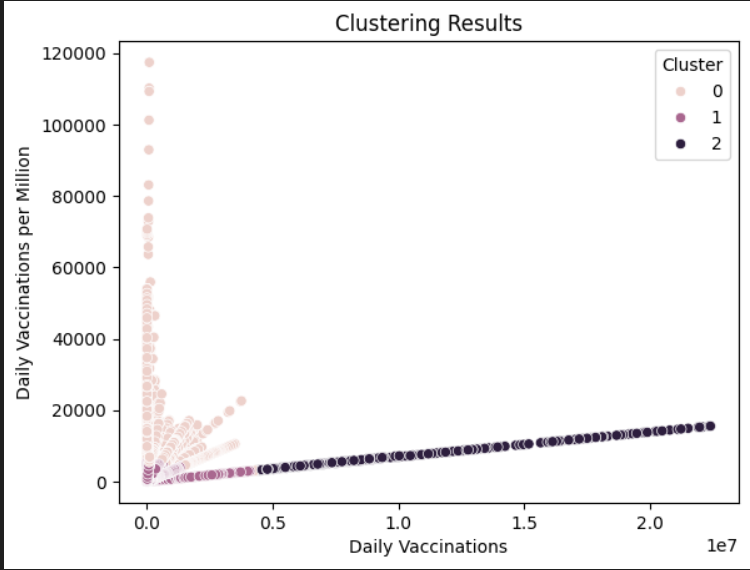 Clustering Results
Cluster
0
1
2
120000
100000
80000
60000
40000
20000
0
Daily Vaccinations per Million
0.0 0.5 1.0 1.5 2.0
1e7
Daily Vaccinations